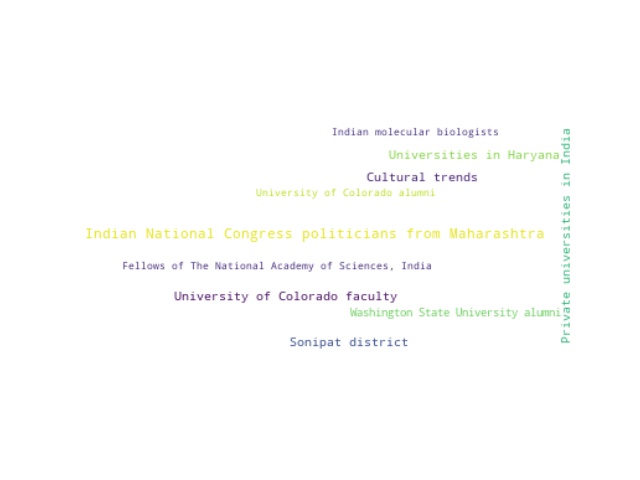 Indian molecular biologists
Universities in Haryana
Cultural trends
University of Colorado alumni
Indian National Congress politicians from Maharashtra
Fellows of The National Academy of Sciences, India
University of Colorado faculty
Washington State University alumni
Sonipat district
Private universities in India